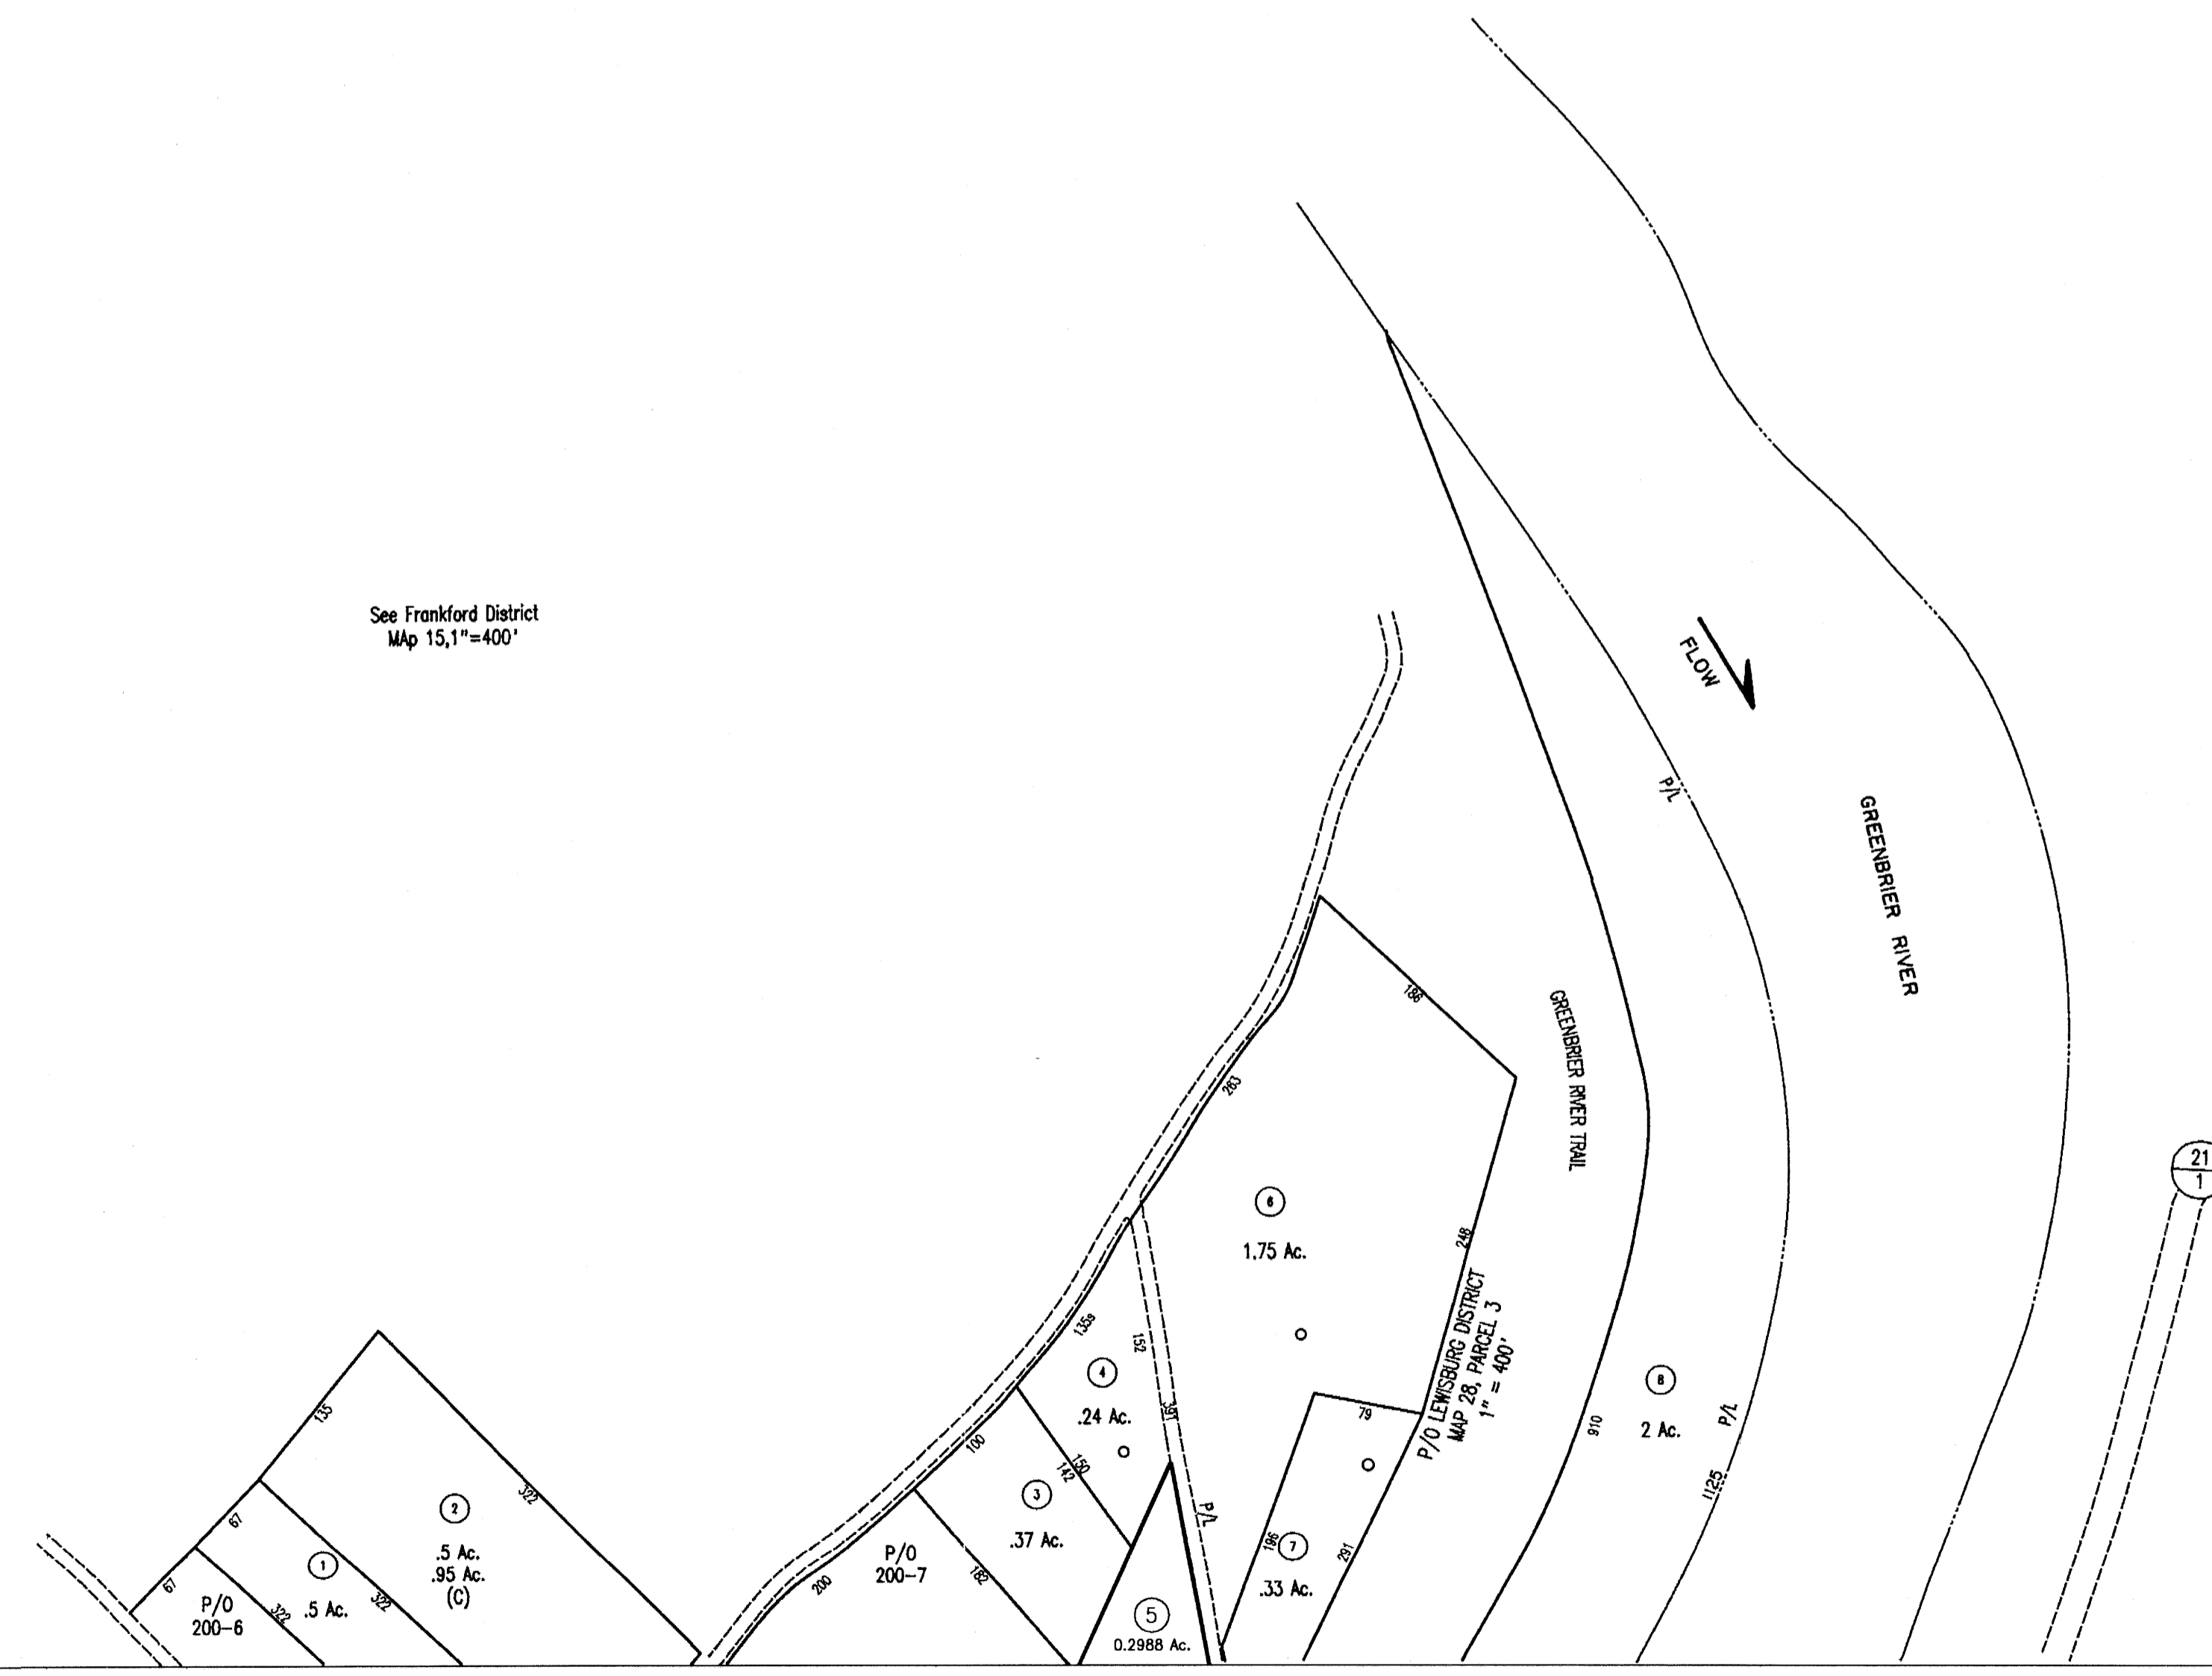 See Frankford District
MAp 15,1"=400'
FLOW
P/L
GREENBRIER RIVER
GREENBRIER RIVER TRAIL
186
263
21
1
6
1.75 Ac.
248
P/O LEWISBURG DISTRICT
MAP 28, PARCEL 3
1" = 400'
135s
152
4
.24 Ac.
391
79
8
2 Ac.
910
P/L
1125
135
322
67
2
.5 Ac.
.95 Ac.
(C)
100
150
142
3
.37 Ac.
P/L
196
7
291
.33 Ac.
67
1
.5 Ac.
322
322
P/O
200-6
200
P/O
200-7
182
5
0.2988 Ac.